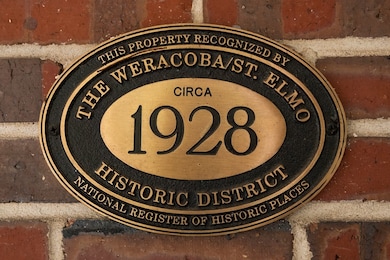 THIS PROPERTY RECOGNIZED BY
THE WERACOBA/ST. ELMO
CIRCA
1928
HISTORIC DISTRICT
NATIONAL REGISTER OF HISTORIC PLACES